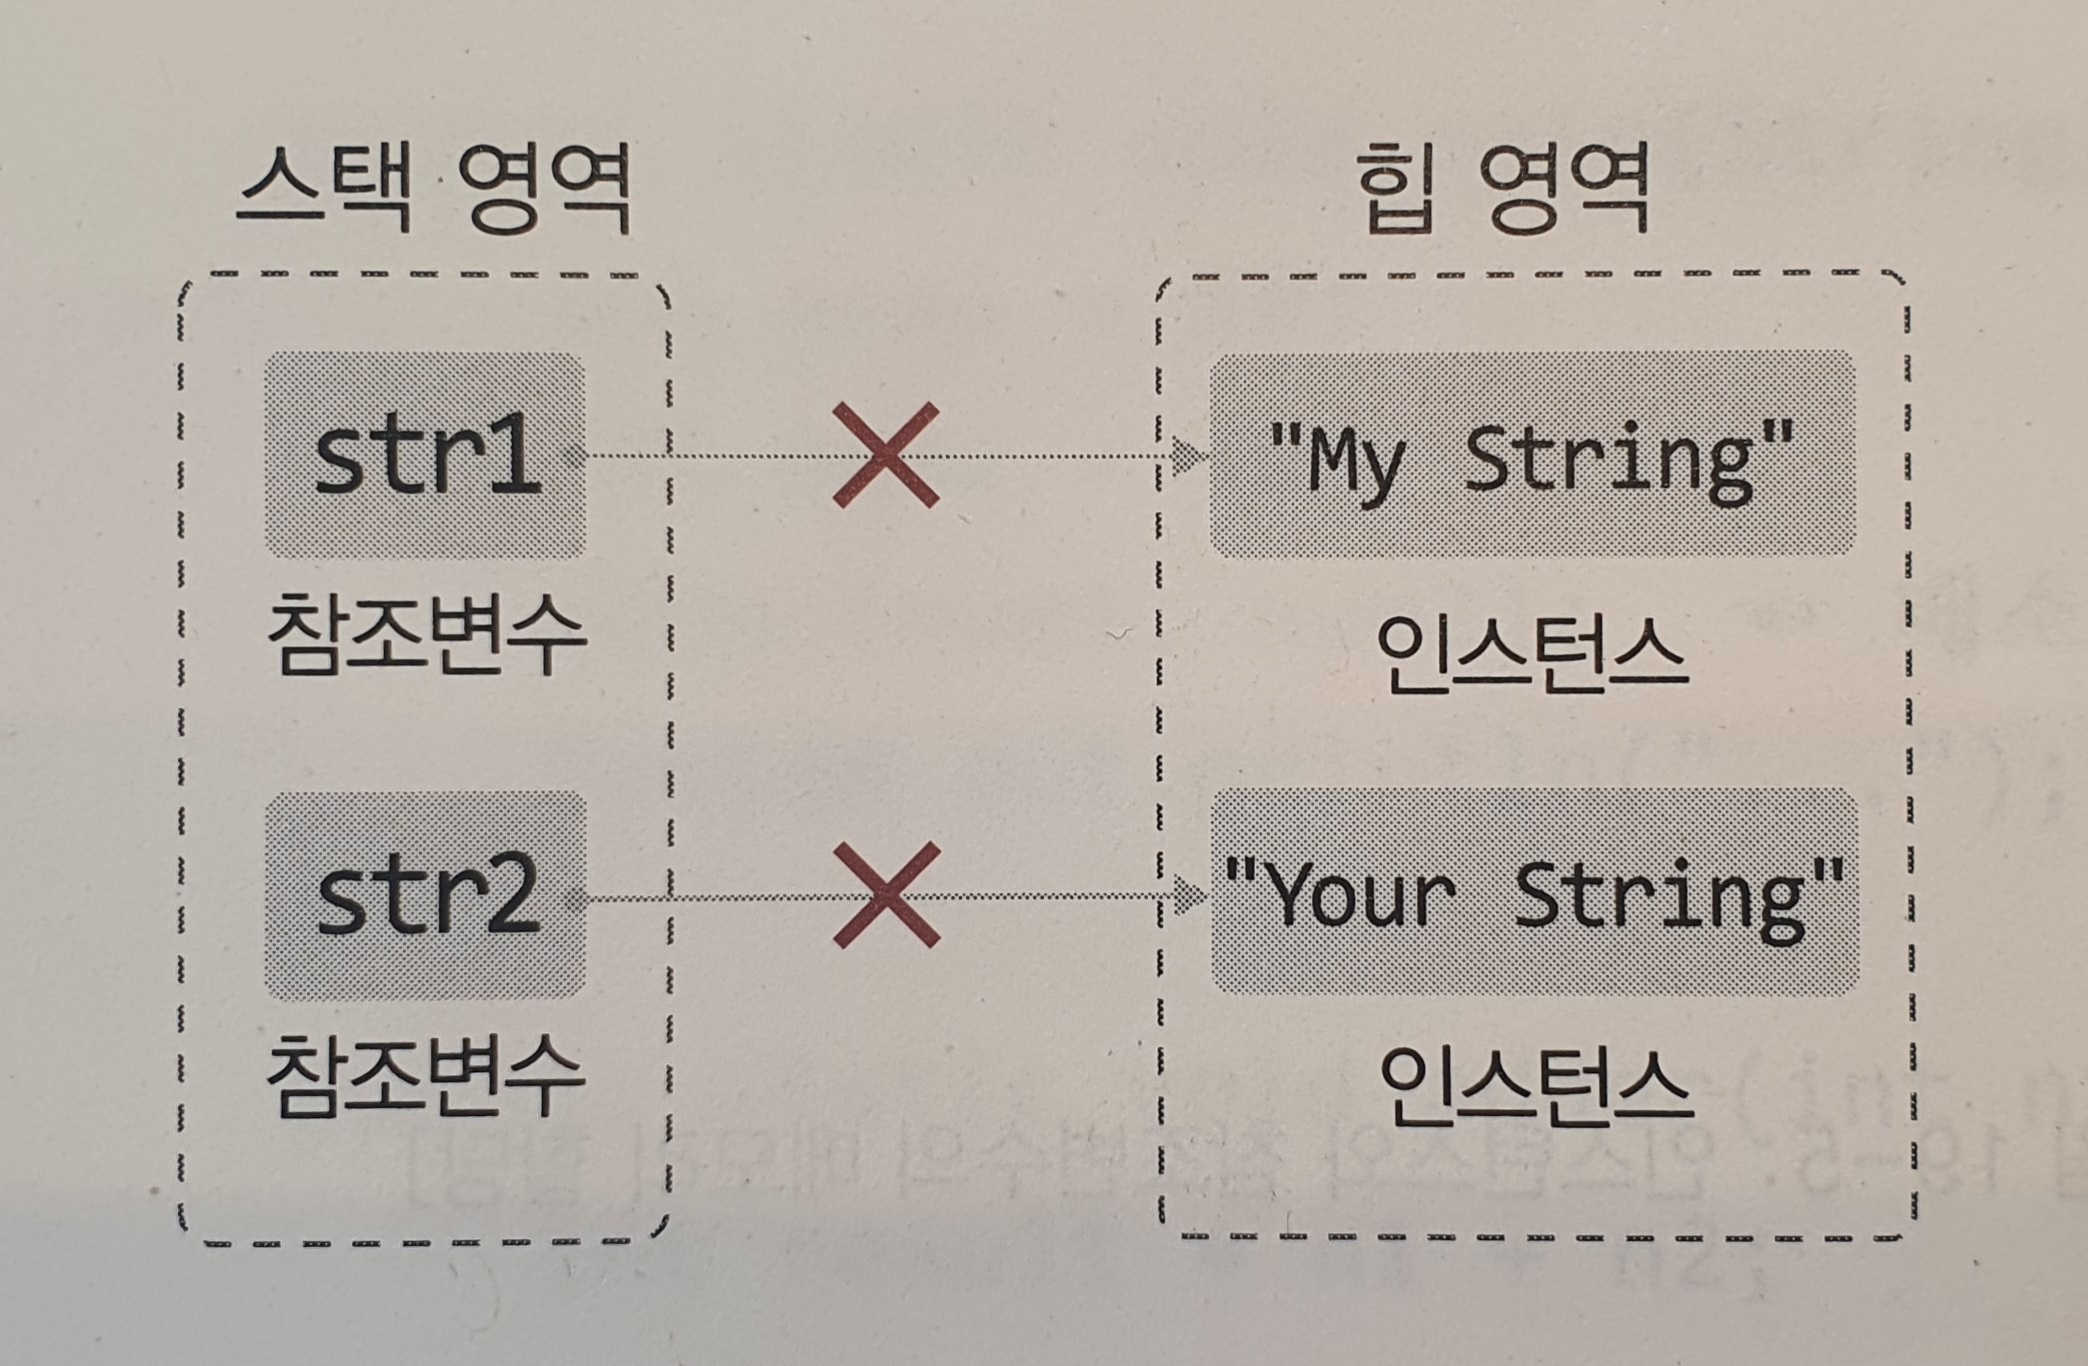 스택 영역
힙 영역
str1
"My String"
참조변수
인스턴스
str2
"Your String"
참조변수
인스턴스